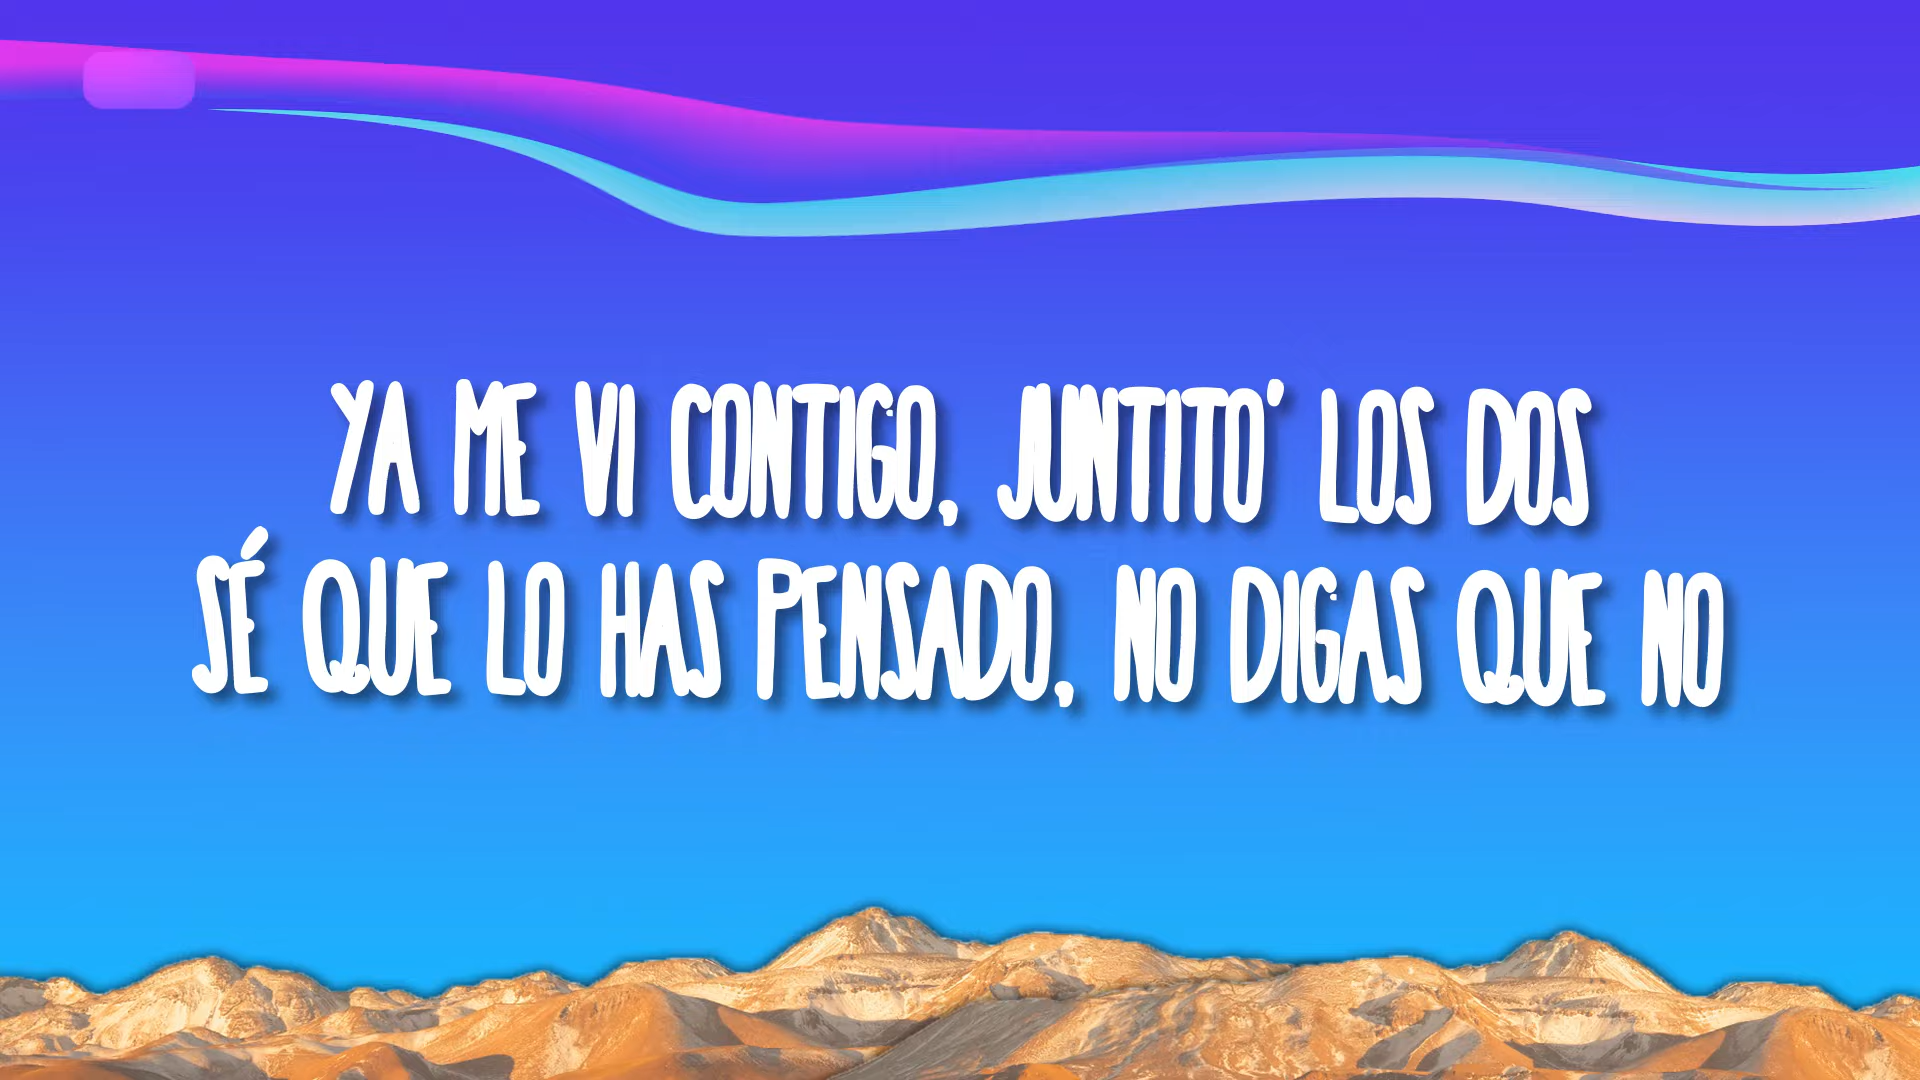 YA ME VI CONTIGO, JUNTITO' LOS DOS
SÉ QUE LO HAS PENSADO, NO DIGAS QUE NO